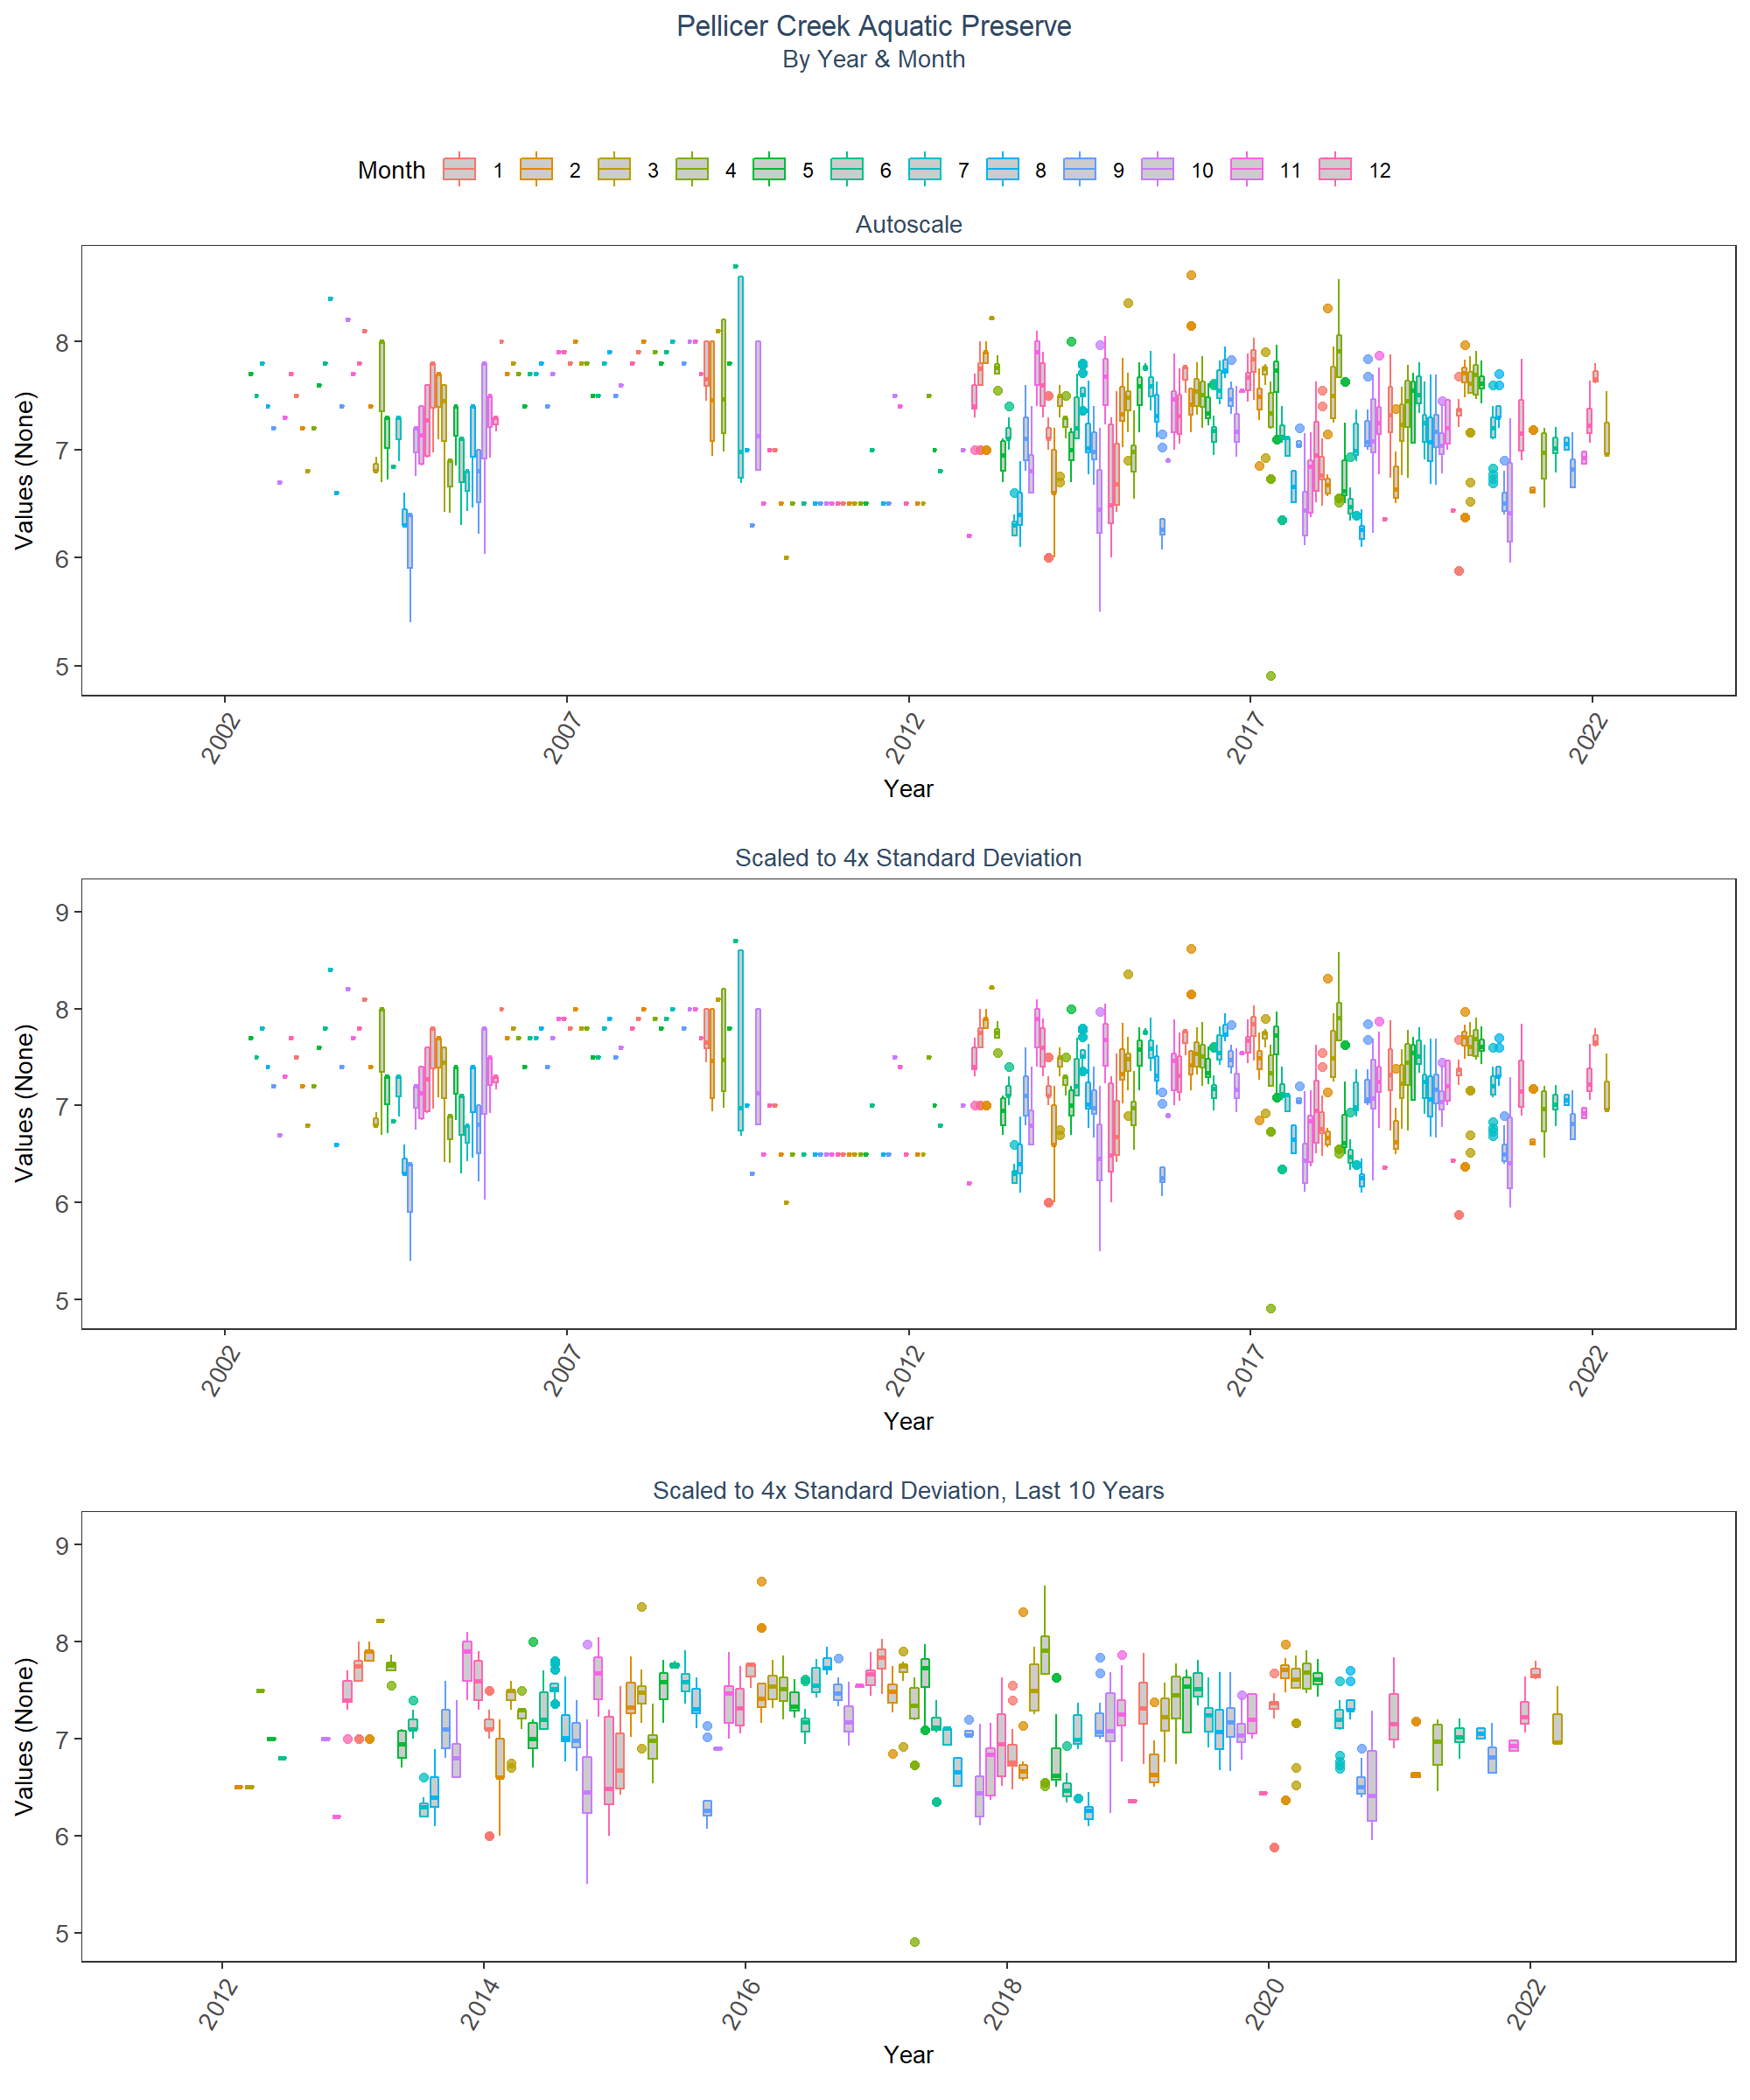 Pellicer Creek Aquatic Preserve
By Year & Month
Month 1 2 3 4 5 6 7 8 9 10 11 12
Autoscale
Values (None)
8
7
6
5
2002 2007 2012 2017 2022
Year
Scaled to 4x Standard Deviation
Values (None)
9
8
7
6
5
2002 2007 2012 2017 2022
Year
Scaled to 4x Standard Deviation, Last 10 Years
Values (None)
9
8
7
6
5
2012 2014 2016 2018 2020 2022
Year